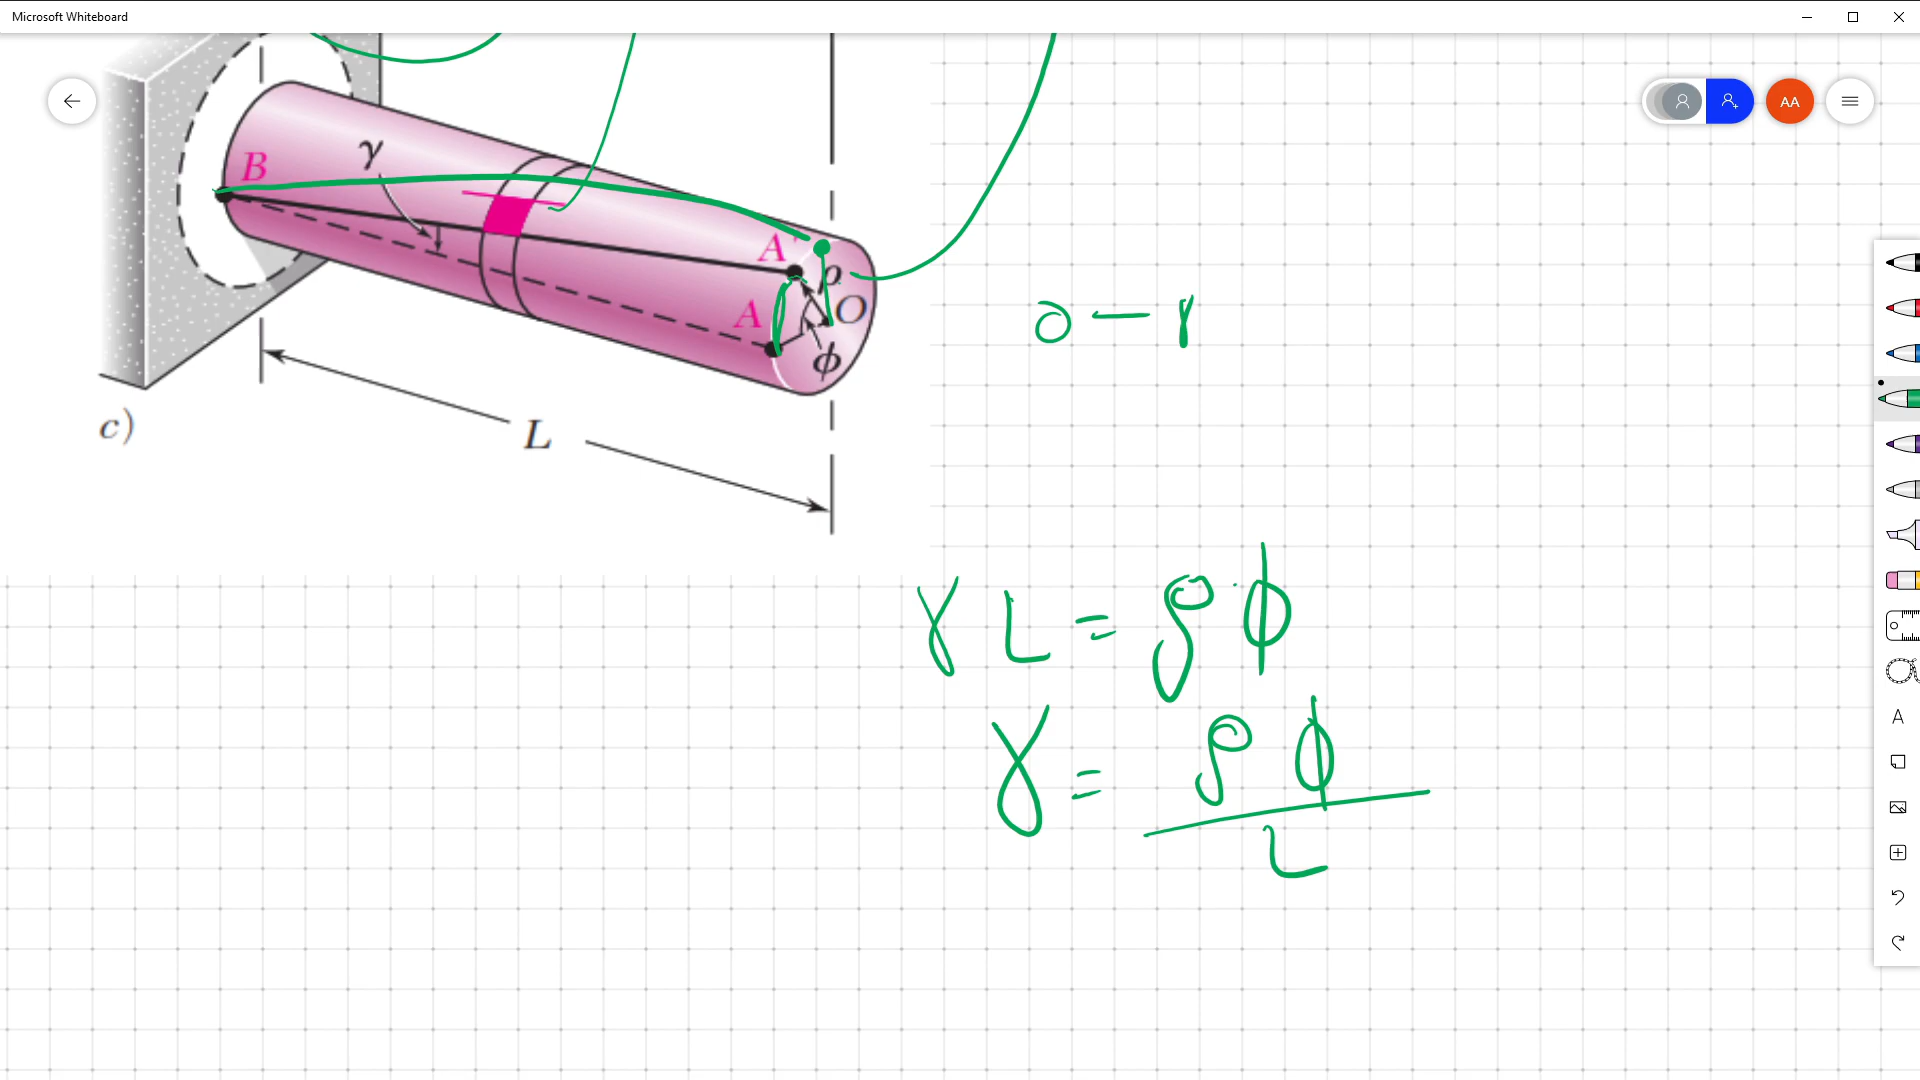 Microsoft Whiteboard
AA
γ
B
A'
ρ
O
A
ϕ
c)
L
0 — r
γ L = ρ ϕ
γ = ρ ϕ
L
A